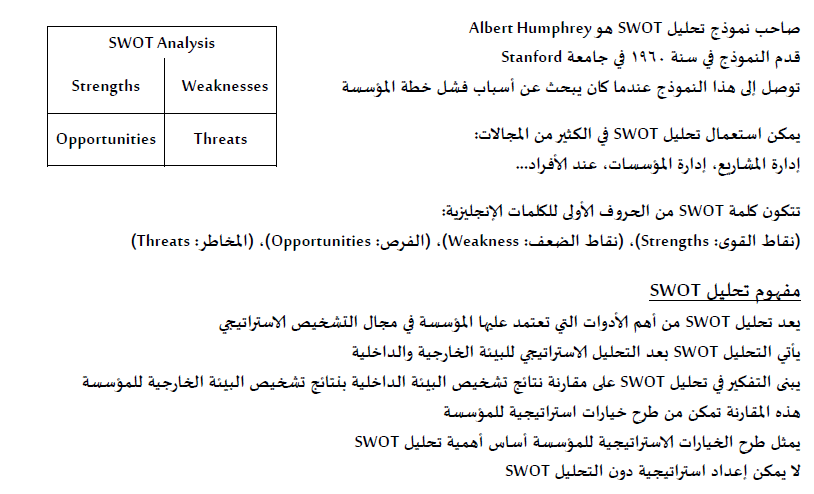 صاحب نموذج تحليل SWOT هو Albert Humphrey
قدم النموذج في سنة ١٩٦٠ في جامعة Stanford
توصل إلى هذا النموذج عندما كان يبحث عن أسباب فشل خطة المؤسسة
SWOT Analysis
Strengths Weaknesses
Opportunities Threats
يمكن استعمال تحليل SWOT في الكثير من المجالات:
إدارة المشاريع، إدارة المؤسسات، عند الأفراد...
تتكون كلمة SWOT من الحروف الأولى للكلمات الإنجليزية:
(نقاط القوى: Strengths)، (نقاط الضعف: Weakness)، (الفرص: Opportunities)، (المخاطر: Threats)
مفهوم تحليل SWOT
يعد تحليل SWOT من أهم الأدوات التي تعتمد عليها المؤسسة في مجال التشخيص الاستراتيجي
يأتي التحليل SWOT بعد التحليل الاستراتيجي للبيئة الخارجية والداخلية
يبنى التفكير في تحليل SWOT على مقارنة نتائج تشخيص البيئة الداخلية بنتائج تشخيص البيئة الخارجية للمؤسسة
هذه المقارنة تمكن من طرح خيارات استراتيجية للمؤسسة
يمثل طرح الخيارات الاستراتيجية للمؤسسة أساس أهمية تحليل SWOT
لا يمكن إعداد استراتيجية دون التحليل SWOT